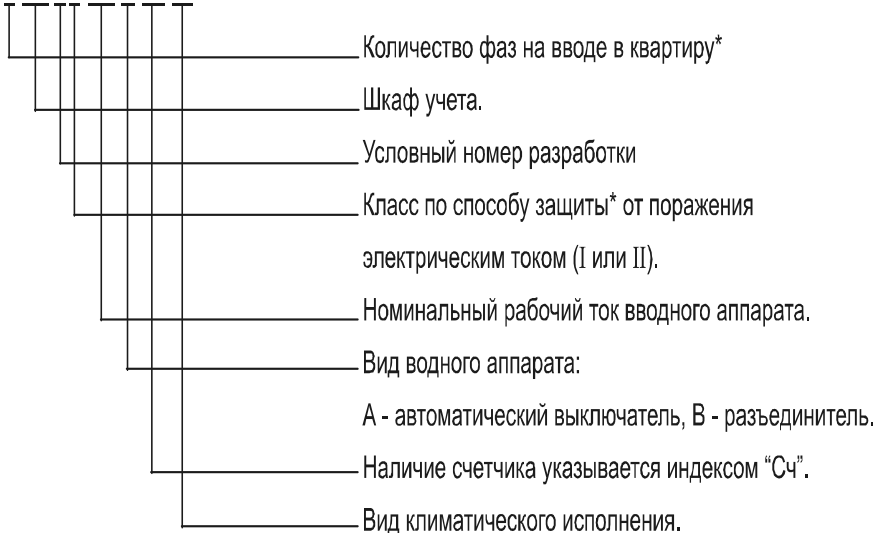 Количество фаз на вводе в квартиру*
Шкаф учета.
Условный номер разработки
Класс по способу защиты* от поражения
электрическим током (I или II).
Номинальный рабочий ток вводного аппарата.
Вид водного аппарата:
А - автоматический выключатель, В - разъединитель.
Наличие счетчика указывается индексом “Сч”.
Вид климатического исполнения.